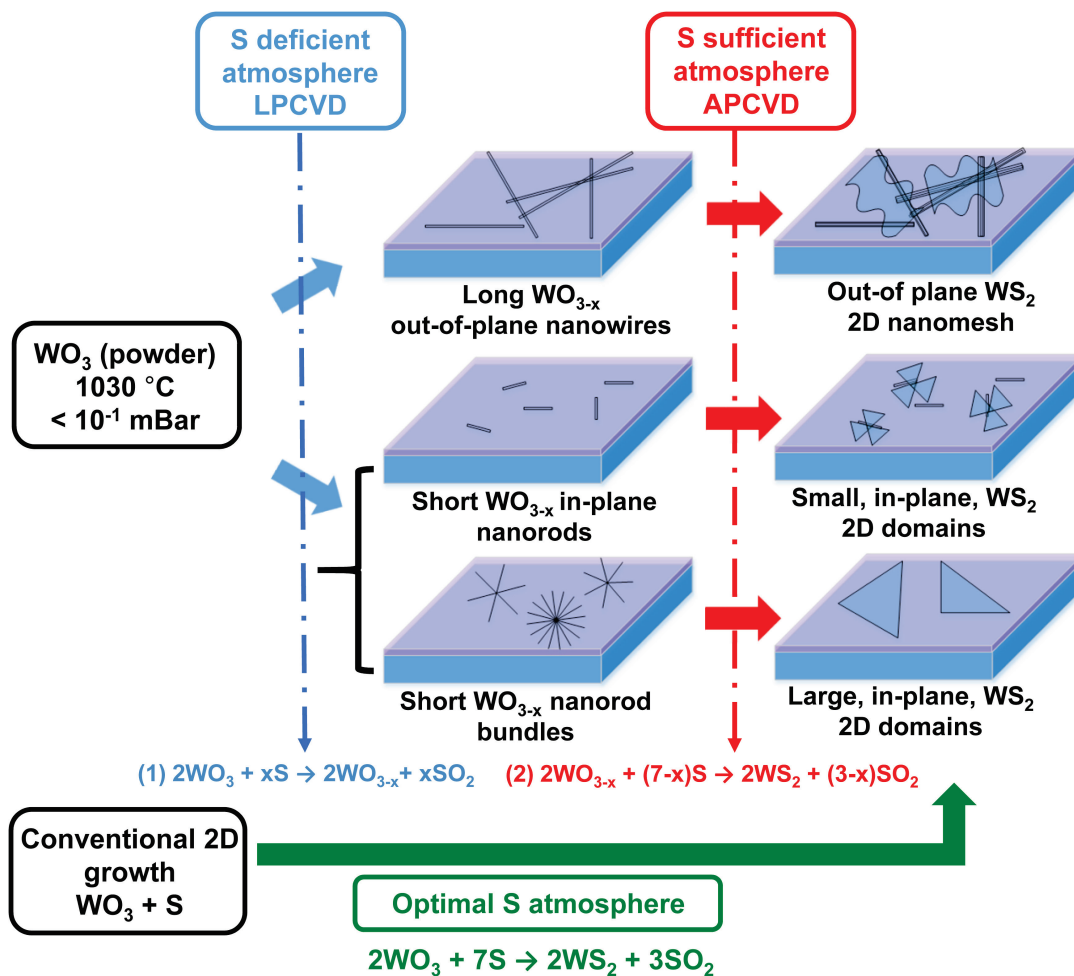 S deficient
atmosphere
LPCVD
S sufficient
atmosphere
APCVD
WO₃ (powder)
1030 °C
< 10⁻¹ mBar
Long WO₃₋ₓ
out-of-plane nanowires
Out-of plane WS₂
2D nanomesh
Short WO₃₋ₓ in-plane
nanorods
Small, in-plane, WS₂
2D domains
Short WO₃₋ₓ nanorod
bundles
Large, in-plane, WS₂
2D domains
(1) 2WO₃ + xS → 2WO₃₋ₓ+ xSO₂
(2) 2WO₃₋ₓ + (7-x)S → 2WS₂ + (3-x)SO₂
Conventional 2D
growth
WO₃ + S
Optimal S atmosphere
2WO₃ + 7S → 2WS₂ + 3SO₂